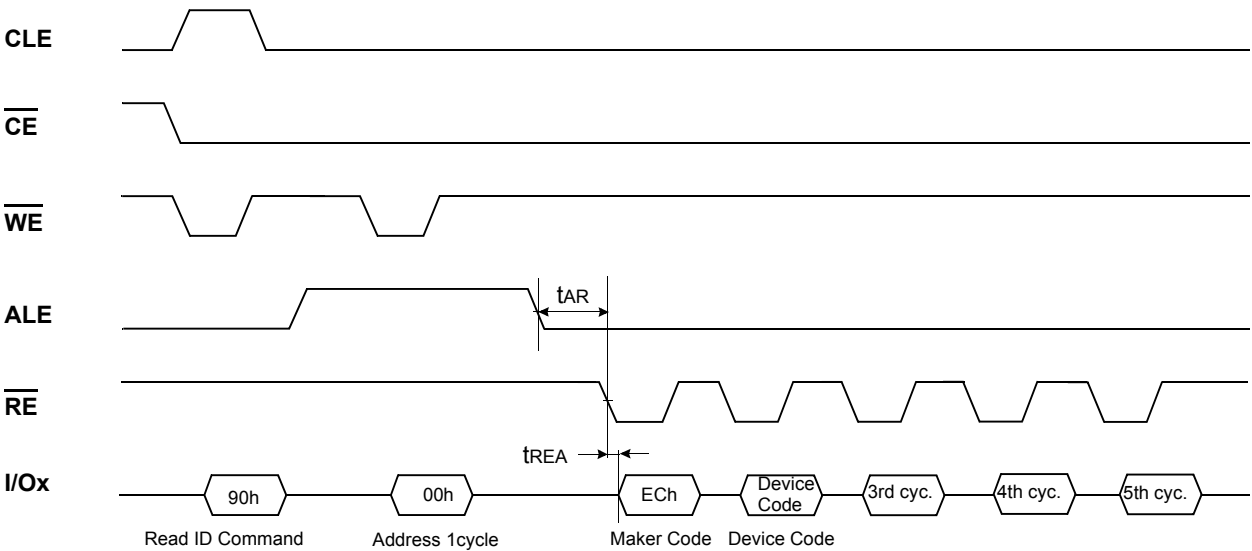 CLE
CE
WE
ALE
tAR
RE
tREA
I/Ox
90h
00h
ECh
Device
Code
3rd cyc.
4th cyc.
5th cyc.
Read ID Command
Address 1cycle
Maker Code
Device Code